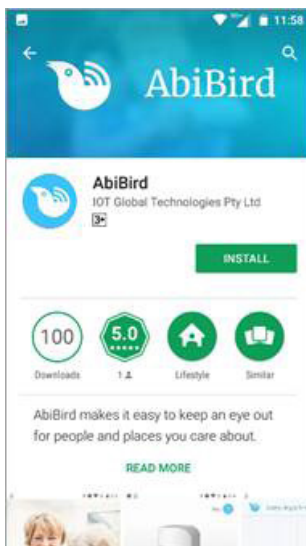 11:58
AbiBird
AbiBird
IOT Global Technologies Pty Ltd
3+
INSTALL
100
5.0
Downloads
1
Lifestyle
Similar
AbiBird makes it easy to keep an eye out
for people and places you care about.
READ MORE